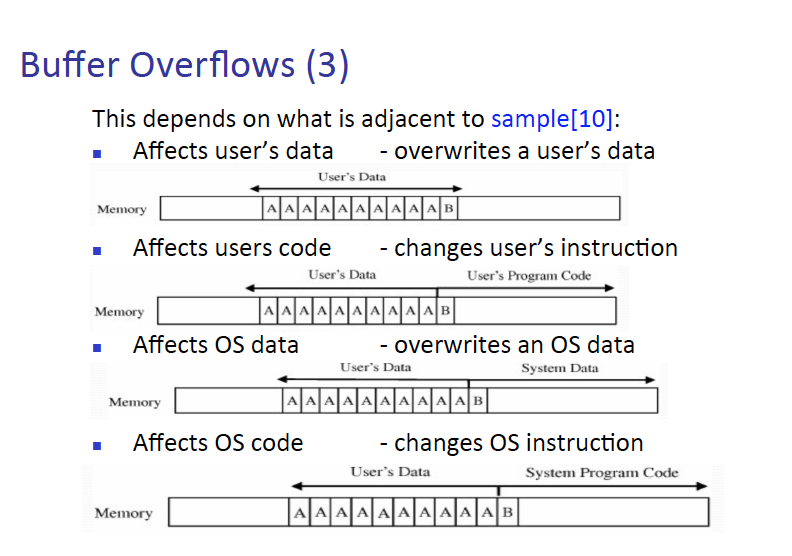 Buffer Overflows (3)
This depends on what is adjacent to sample[10]:
Affects user's data - overwrites a user's data
User's Data
Memory A A A A A A A A A A B
Affects users code - changes user's instruction
User's Data User's Program Code
Memory A A A A A A A A A A B
Affects OS data - overwrites an OS data
User's Data System Data
Memory A A A A A A A A A A B
Affects OS code - changes OS instruction
User's Data System Program Code
Memory A A A A A A A A A A B